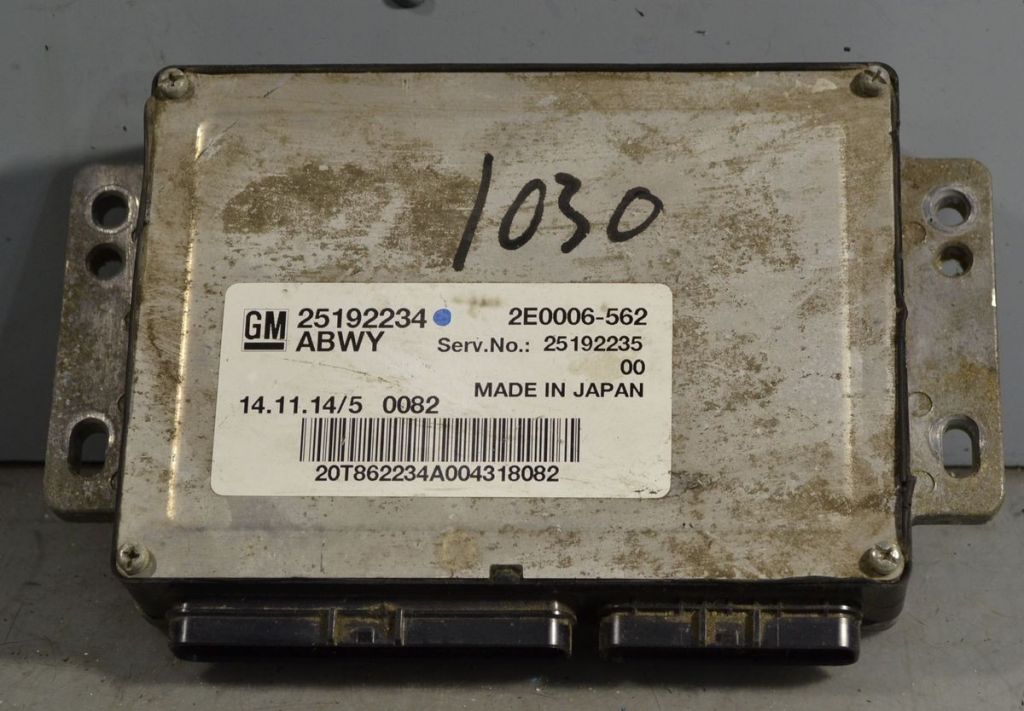 1030
GM 25192234 2E0006-562
ABWY Serv.No.: 25192235
00
MADE IN JAPAN
14.11.14/5 0082
20T862234A004318082